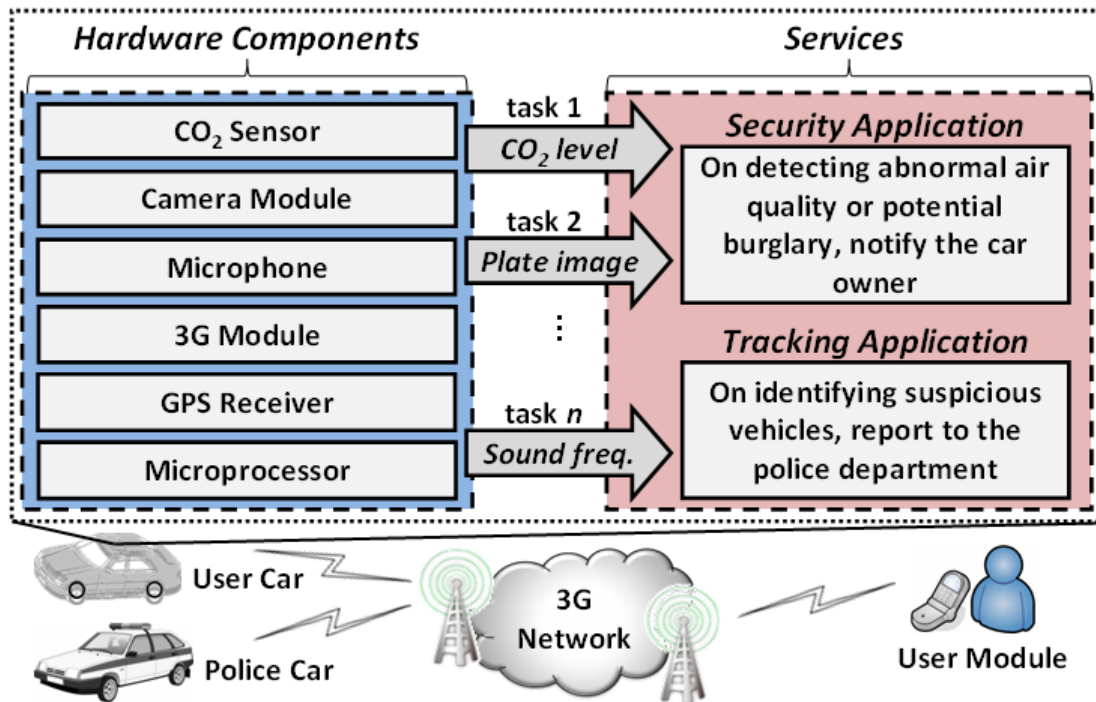 Hardware Components
Services
CO₂ Sensor
Camera Module
Microphone
3G Module
GPS Receiver
Microprocessor
task 1
CO₂ level
task 2
Plate image
⋮
task n
Sound freq.
Security Application
On detecting abnormal air
quality or potential
burglary, notify the car
owner
Tracking Application
On identifying suspicious
vehicles, report to the
police department
User Car
Police Car
3G
Network
User Module